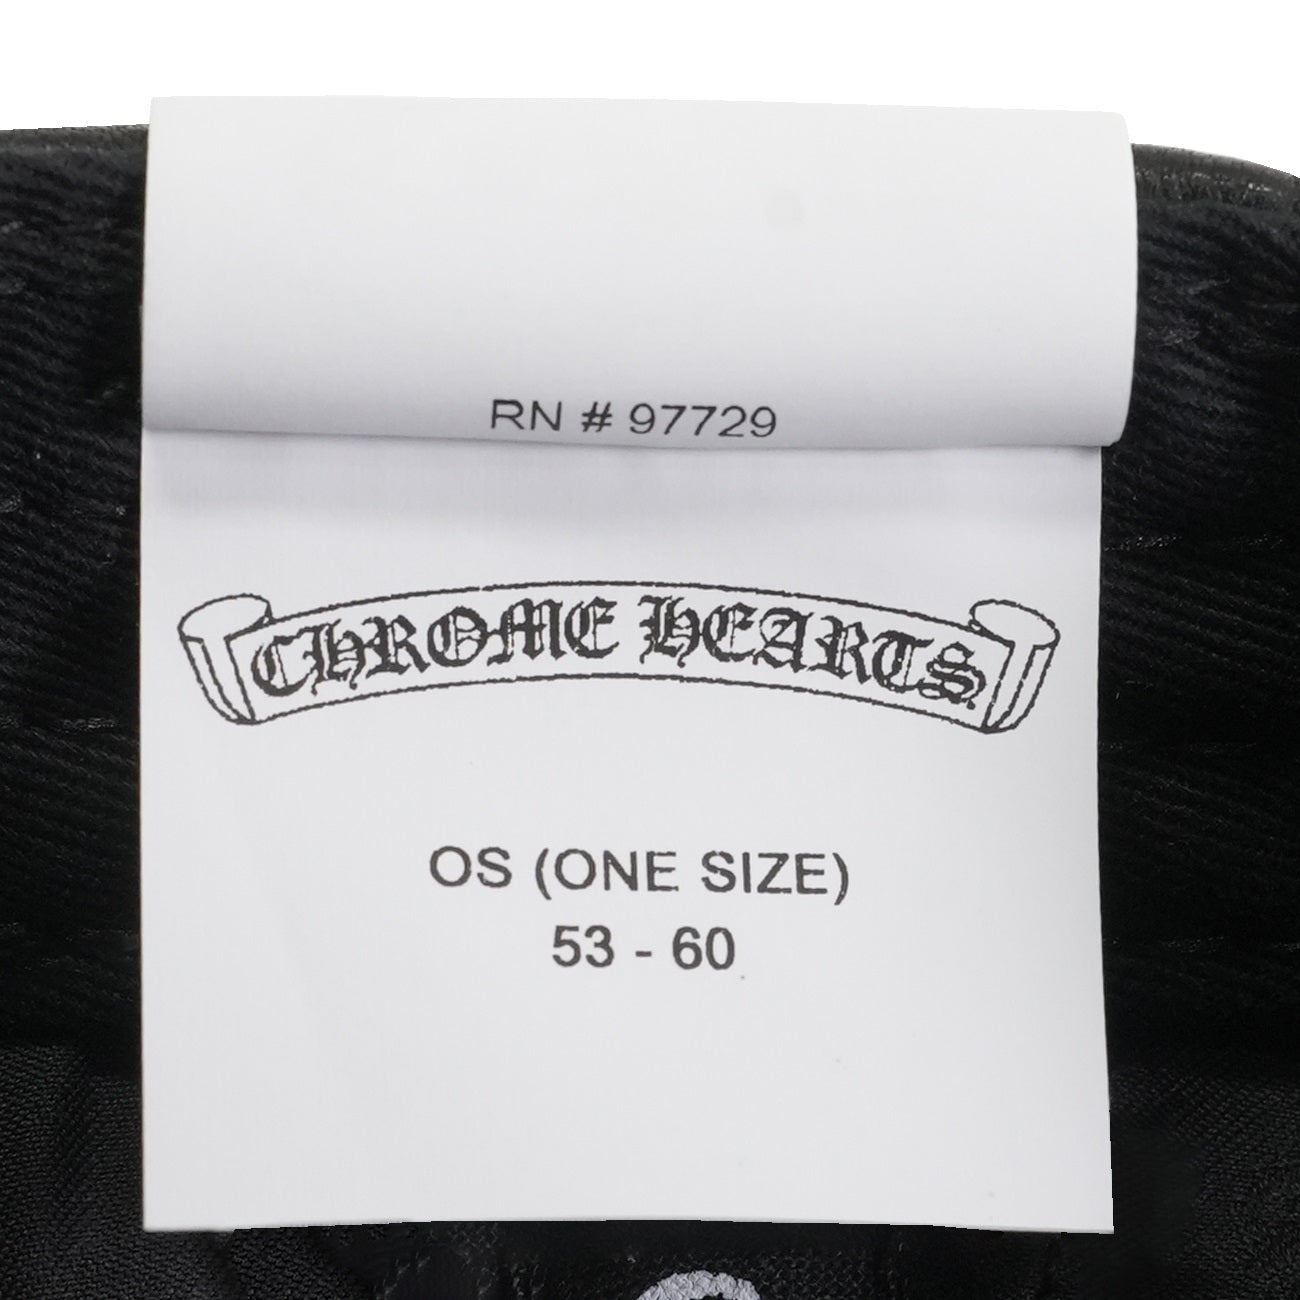 RN # 97729
CHROME HEARTS
OS (ONE SIZE)
53 - 60